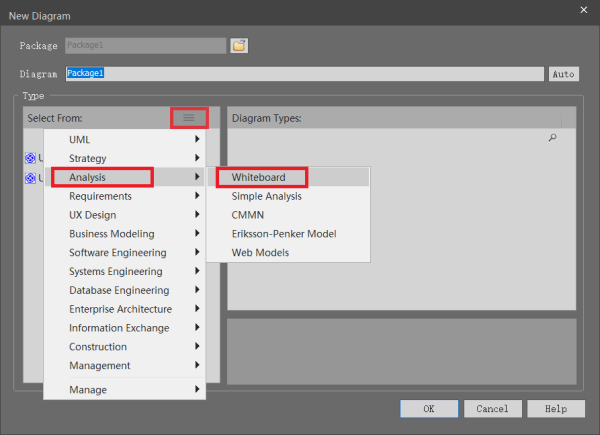 New Diagram
Package Package1
Diagram Package1 Auto
Type
Select From:
Diagram Types:
UML
Strategy
Analysis
Requirements
UX Design
Business Modeling
Software Engineering
Systems Engineering
Database Engineering
Enterprise Architecture
Information Exchange
Construction
Management
Manage
Whiteboard
Simple Analysis
CMMN
Eriksson-Penker Model
Web Models
OK Cancel Help